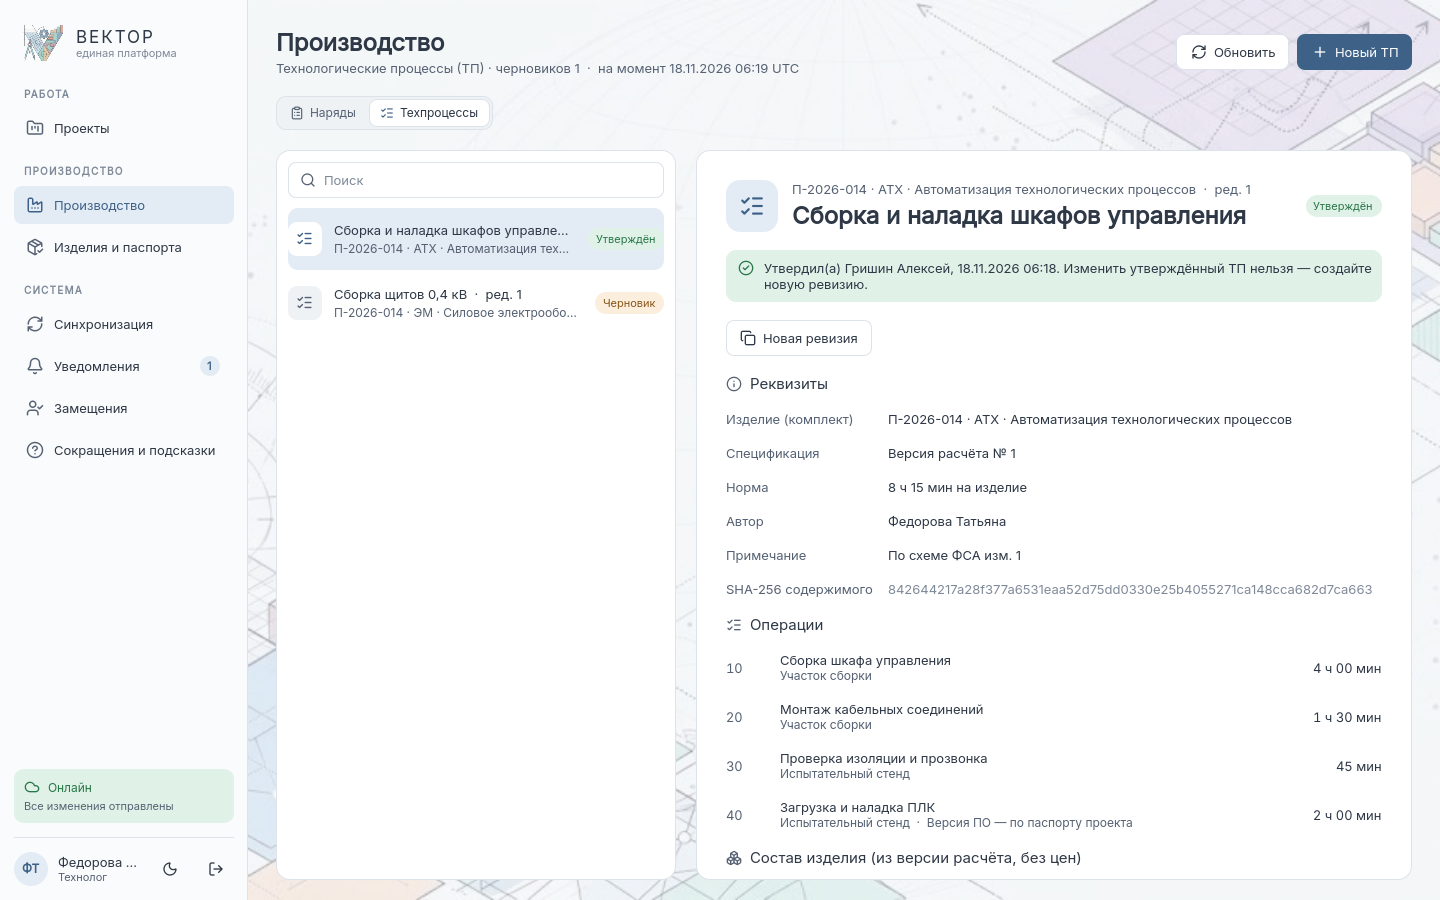 ВЕКТОР
единая платформа
РАБОТА
Проекты
ПРОИЗВОДСТВО
Производство
Изделия и паспорта
СИСТЕМА
Синхронизация
Уведомления 1
Замещения
Сокращения и подсказки
Онлайн
Все изменения отправлены
ФТ
Федорова ...
Технолог
Производство
Технологические процессы (ТП) · черновиков 1 · на момент 18.11.2026 06:19 UTC
Обновить
Новый ТП
Наряды
Техпроцессы
Поиск
Сборка и наладка шкафов управле...
П-2026-014 · АТХ · Автоматизация тех...
Утверждён
Сборка щитов 0,4 кВ · ред. 1
П-2026-014 · ЭМ · Силовое электрообо...
Черновик
П-2026-014 · АТХ · Автоматизация технологических процессов · ред. 1
Сборка и наладка шкафов управления
Утверждён
Утвердил(а) Гришин Алексей, 18.11.2026 06:18. Изменить утверждённый ТП нельзя — создайте
новую ревизию.
Новая ревизия
Реквизиты
Изделие (комплект) П-2026-014 · АТХ · Автоматизация технологических процессов
Спецификация Версия расчёта № 1
Норма 8 ч 15 мин на изделие
Автор Федорова Татьяна
Примечание По схеме ФСА изм. 1
SHA-256 содержимого 842644217a28f377a6531eaa52d75dd0330e25b4055271ca148cca682d7ca663
Операции
10 Сборка шкафа управления 4 ч 00 мин
Участок сборки
20 Монтаж кабельных соединений 1 ч 30 мин
Участок сборки
30 Проверка изоляции и прозвонка 45 мин
Испытательный стенд
40 Загрузка и наладка ПЛК 2 ч 00 мин
Испытательный стенд · Версия ПО — по паспорту проекта
Состав изделия (из версии расчёта, без цен)